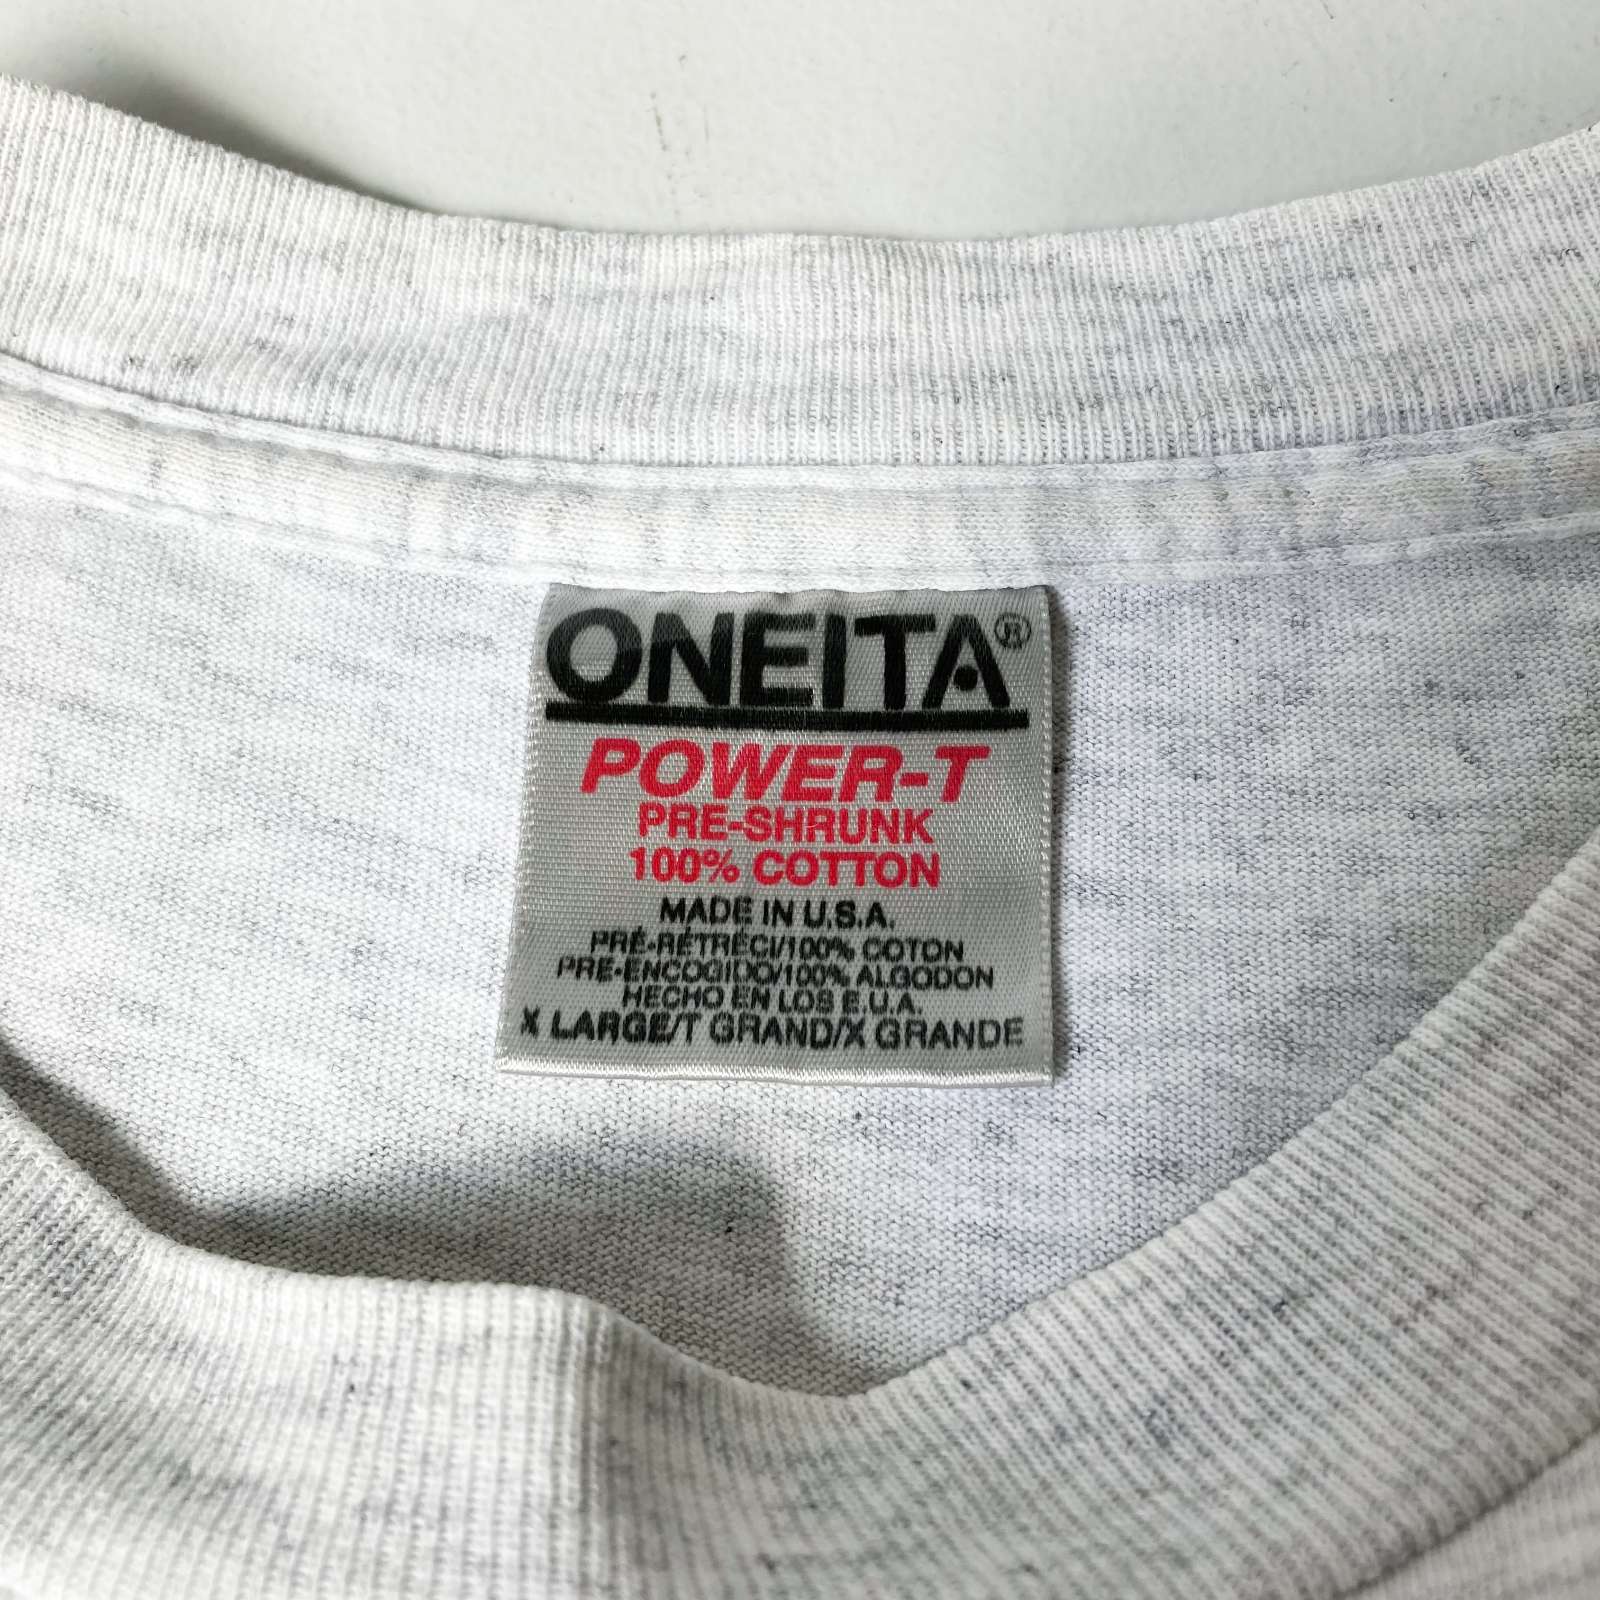 ONEITA®
POWER-T
PRE-SHRUNK
100% COTTON
MADE IN U.S.A.
PRÉ-RÉTRÉCI/100% COTON
PRE-ENCOGIDO/100% ALGODON
HECHO EN LOS E.U.A.
X LARGE/T GRAND/X GRANDE